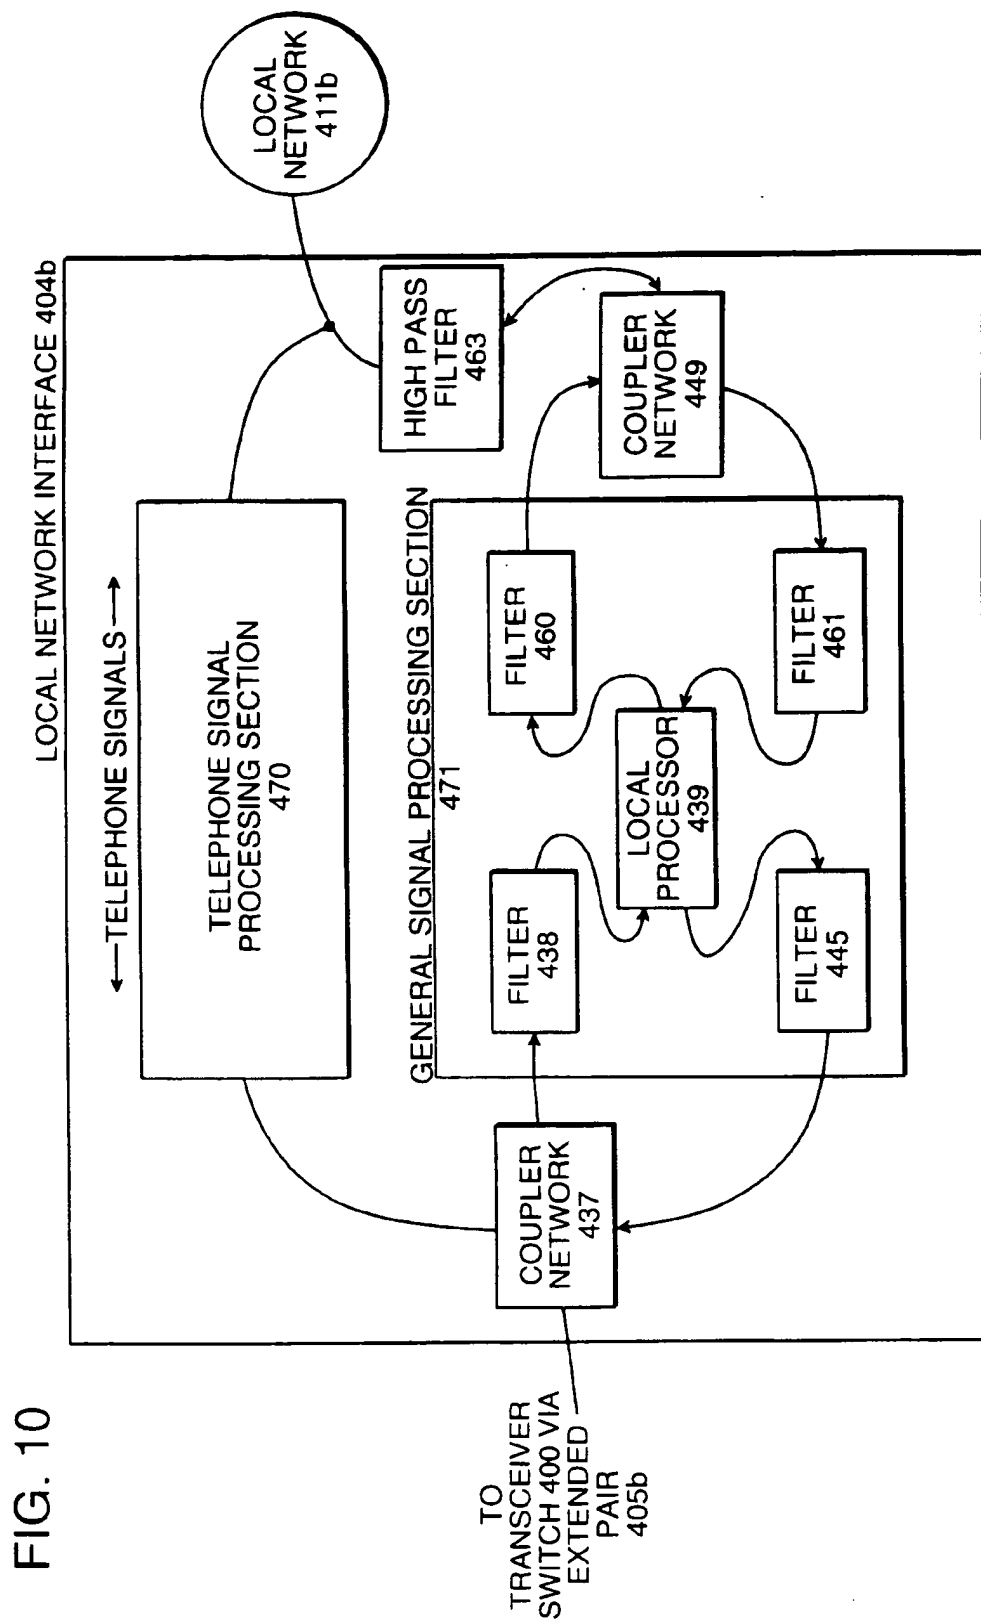 FIG. 10
LOCAL NETWORK INTERFACE 404b
←TELEPHONE SIGNALS→
TELEPHONE SIGNAL
PROCESSING SECTION
470
LOCAL
NETWORK
411b
HIGH PASS
FILTER
463
GENERAL SIGNAL PROCESSING SECTION
471
COUPLER
NETWORK
437
FILTER
438
FILTER
460
LOCAL
PROCESSOR
439
FILTER
445
FILTER
461
COUPLER
NETWORK
449
TO
TRANSCEIVER
SWITCH 400 VIA
EXTENDED
PAIR
405b